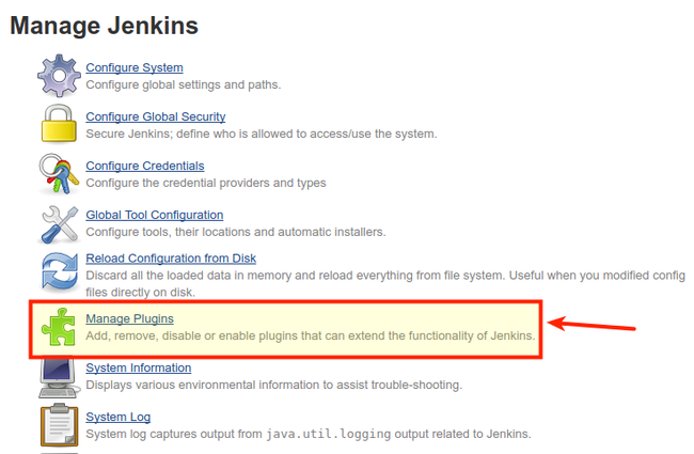 Manage Jenkins
Configure System
Configure global settings and paths.
Configure Global Security
Secure Jenkins; define who is allowed to access/use the system.
Configure Credentials
Configure the credential providers and types
Global Tool Configuration
Configure tools, their locations and automatic installers.
Reload Configuration from Disk
Discard all the loaded data in memory and reload everything from file system. Useful when you modified config
files directly on disk.
Manage Plugins
Add, remove, disable or enable plugins that can extend the functionality of Jenkins.
System Information
Displays various environmental information to assist trouble-shooting.
System Log
System log captures output from java.util.logging output related to Jenkins.